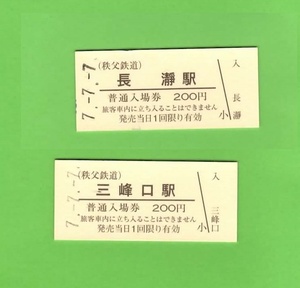 7.-7.-7
(秩父鉄道)
長瀞駅
普通入場券 200円
旅客車内に立ち入ることはできません
発売当日1回限り有効
入
長瀞
小
7.-7.-7.
(秩父鉄道)
三峰口駅
普通入場券 200円
旅客車内に立ち入ることはできません
発売当日1回限り有効
入
三峰口
小